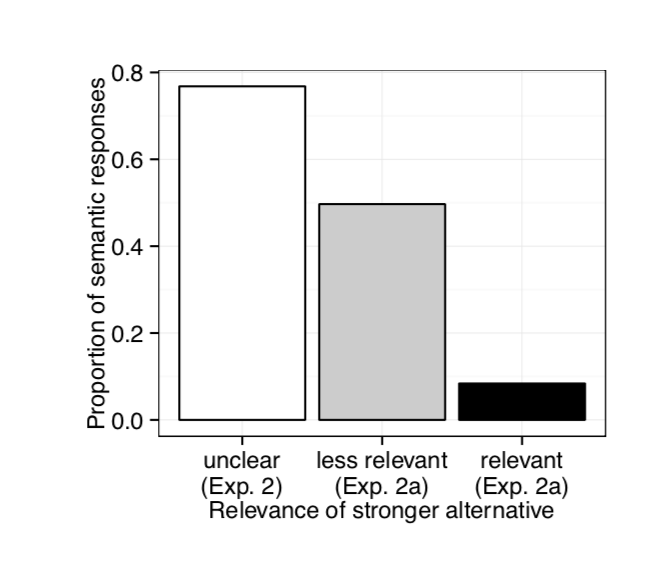 Proportion of semantic responses
0.8
0.6
0.4
0.2
0.0
unclear less relevant relevant
(Exp. 2) (Exp. 2a) (Exp. 2a)
Relevance of stronger alternative